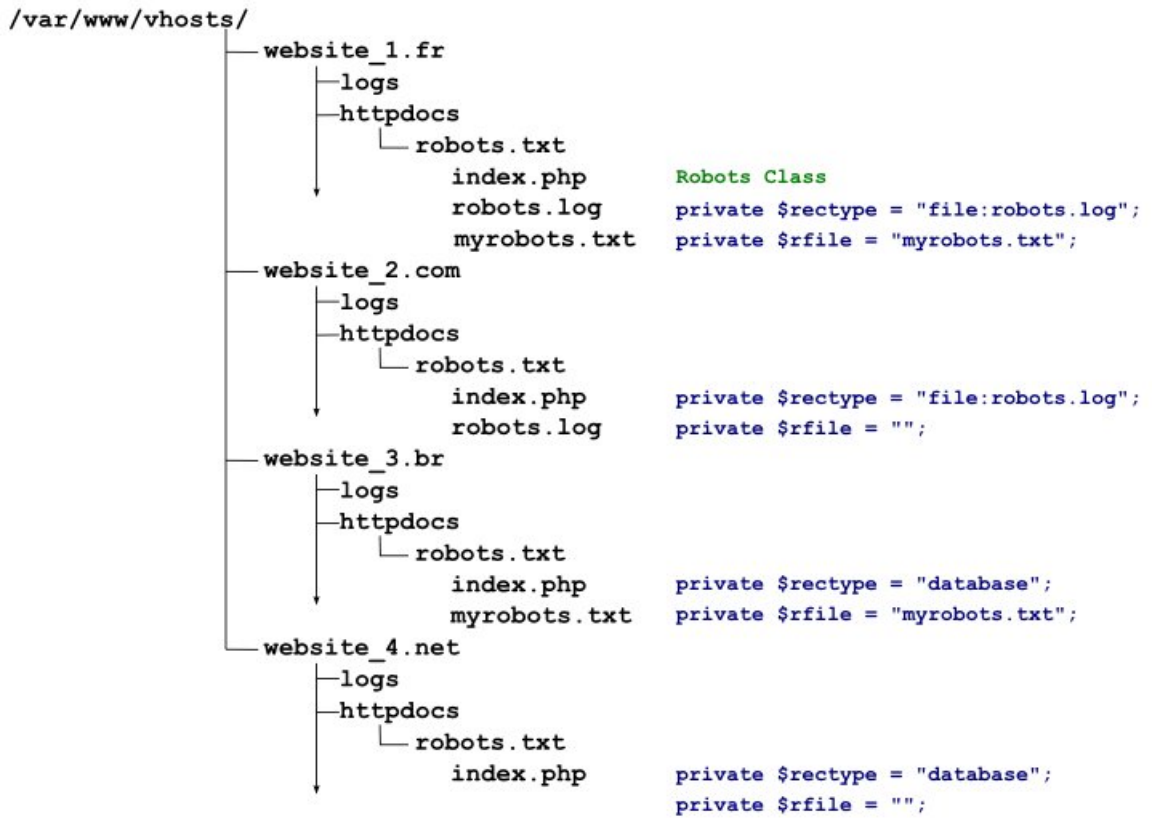 /var/www/vhosts/
website_1.fr
logs
httpdocs
robots.txt
index.php Robots Class
robots.log private $rectype = "file:robots.log";
myrobots.txt private $rfile = "myrobots.txt";
website_2.com
logs
httpdocs
robots.txt
index.php private $rectype = "file:robots.log";
robots.log private $rfile = "";
website_3.br
logs
httpdocs
robots.txt
index.php private $rectype = "database";
myrobots.txt private $rfile = "myrobots.txt";
website_4.net
logs
httpdocs
robots.txt
index.php private $rectype = "database";
private $rfile = "";